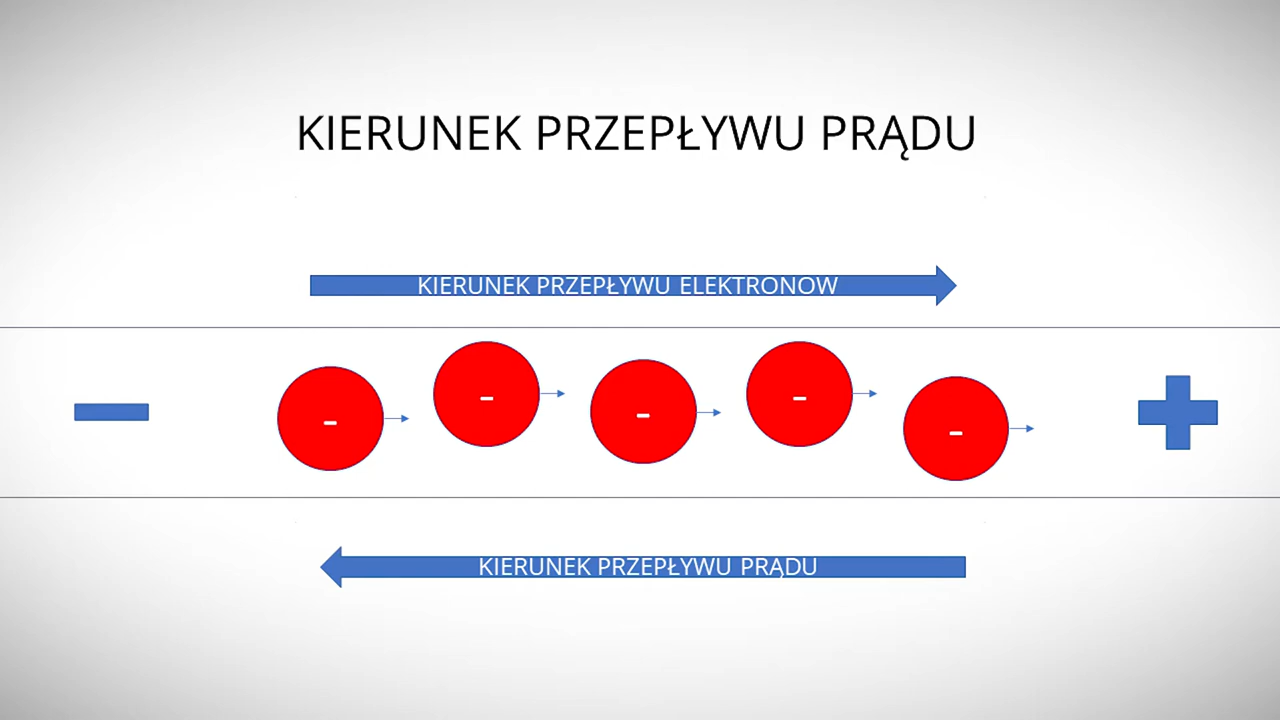 KIERUNEK PRZEPŁYWU PRĄDU
KIERUNEK PRZEPŁYWU ELEKTRONOW
- - - - -
KIERUNEK PRZEPŁYWU PRĄDU